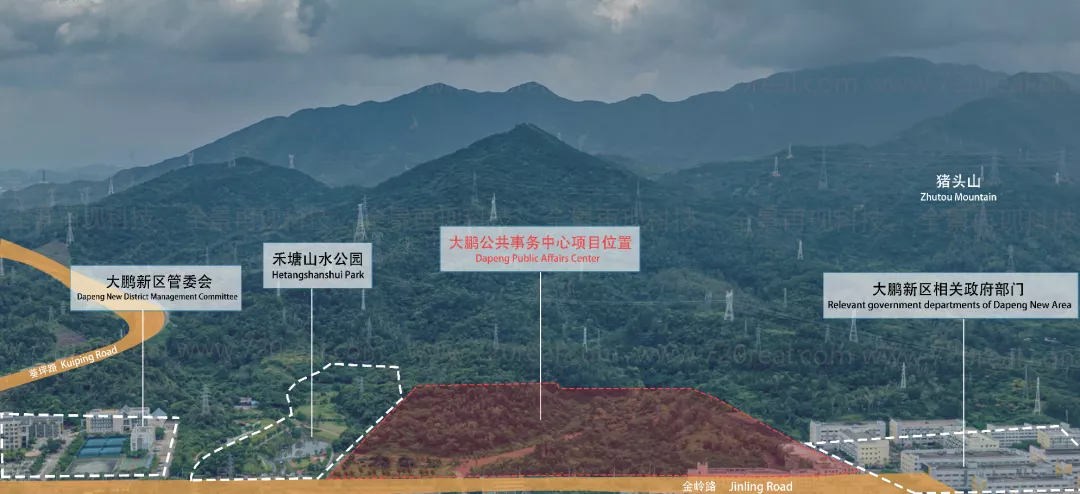 猪头山
Zhutou Mountain
大鹏公共事务中心项目位置
Dapeng Public Affairs Center
禾塘山水公园
Hetangshanshui Park
大鹏新区管委会
Dapeng New District Management Committee
大鹏新区相关政府部门
Relevant government departments of Dapeng New Area
葵坪路 Kuiping Road
金岭路 Jinling Road